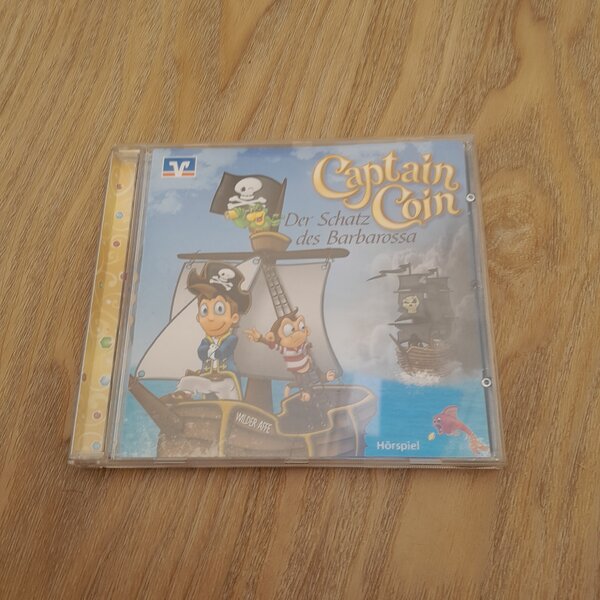 Captain
Coin
Der Schatz
des Barbarossa
WILDER AFFE
Hörspiel